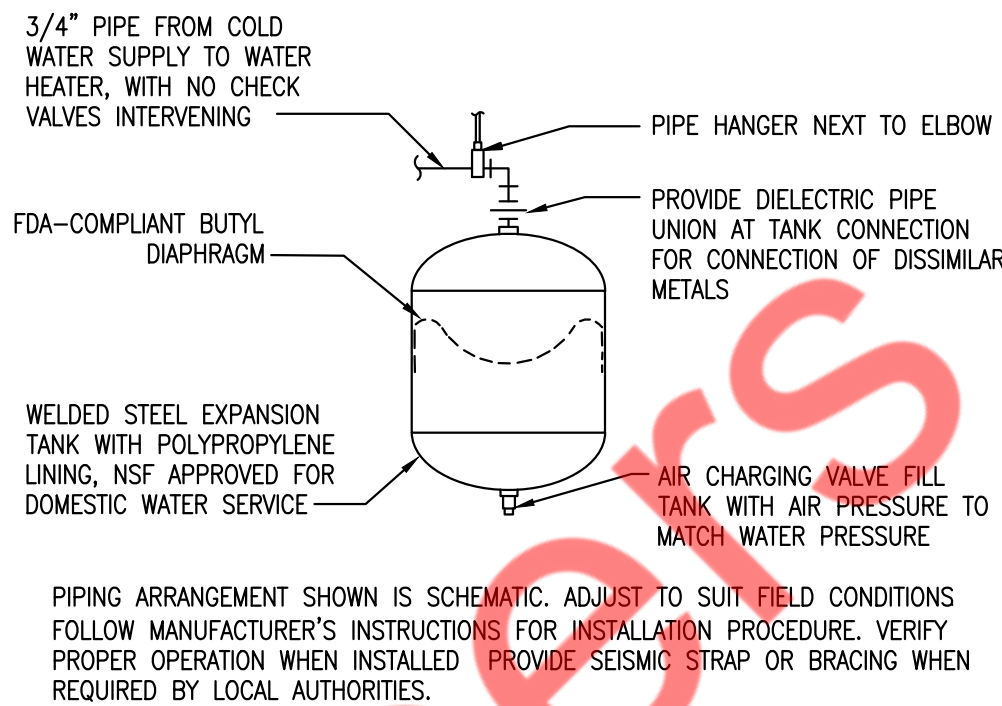 3/4" PIPE FROM COLD
WATER SUPPLY TO WATER
HEATER, WITH NO CHECK
VALVES INTERVENING
PIPE HANGER NEXT TO ELBOW
PROVIDE DIELECTRIC PIPE
UNION AT TANK CONNECTION
FOR CONNECTION OF DISSIMILAR
METALS
FDA-COMPLIANT BUTYL
DIAPHRAGM
WELDED STEEL EXPANSION
TANK WITH POLYPROPYLENE
LINING, NSF APPROVED FOR
DOMESTIC WATER SERVICE
AIR CHARGING VALVE FILL
TANK WITH AIR PRESSURE TO
MATCH WATER PRESSURE
PIPING ARRANGEMENT SHOWN IS SCHEMATIC. ADJUST TO SUIT FIELD CONDITIONS
FOLLOW MANUFACTURER'S INSTRUCTIONS FOR INSTALLATION PROCEDURE. VERIFY
PROPER OPERATION WHEN INSTALLED PROVIDE SEISMIC STRAP OR BRACING WHEN
REQUIRED BY LOCAL AUTHORITIES.
ers